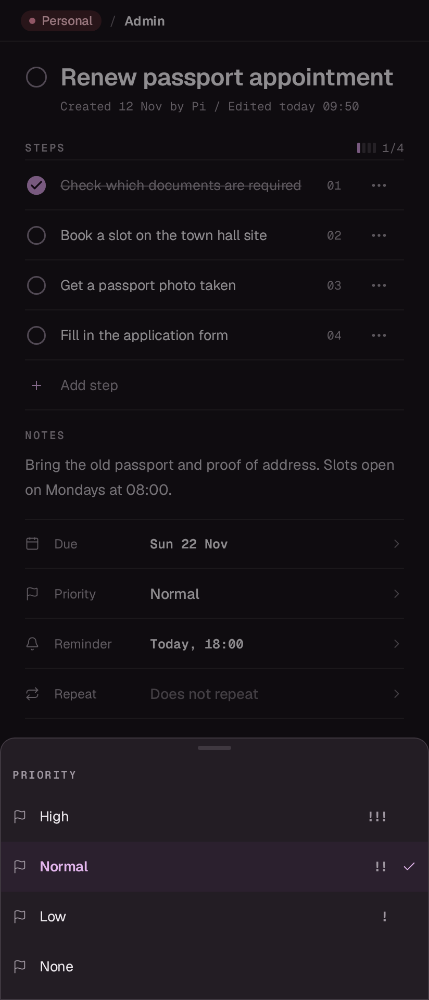 Personal / Admin
Renew passport appointment
Created 12 Nov by Pi / Edited today 09:50
STEPS 1/4
Check which documents are required 01
Book a slot on the town hall site 02
Get a passport photo taken 03
Fill in the application form 04
Add step
NOTES
Bring the old passport and proof of address. Slots open
on Mondays at 08:00.
Due Sun 22 Nov
Priority Normal
Reminder Today, 18:00
Repeat Does not repeat
PRIORITY
High !!!
Normal !!
Low !
None